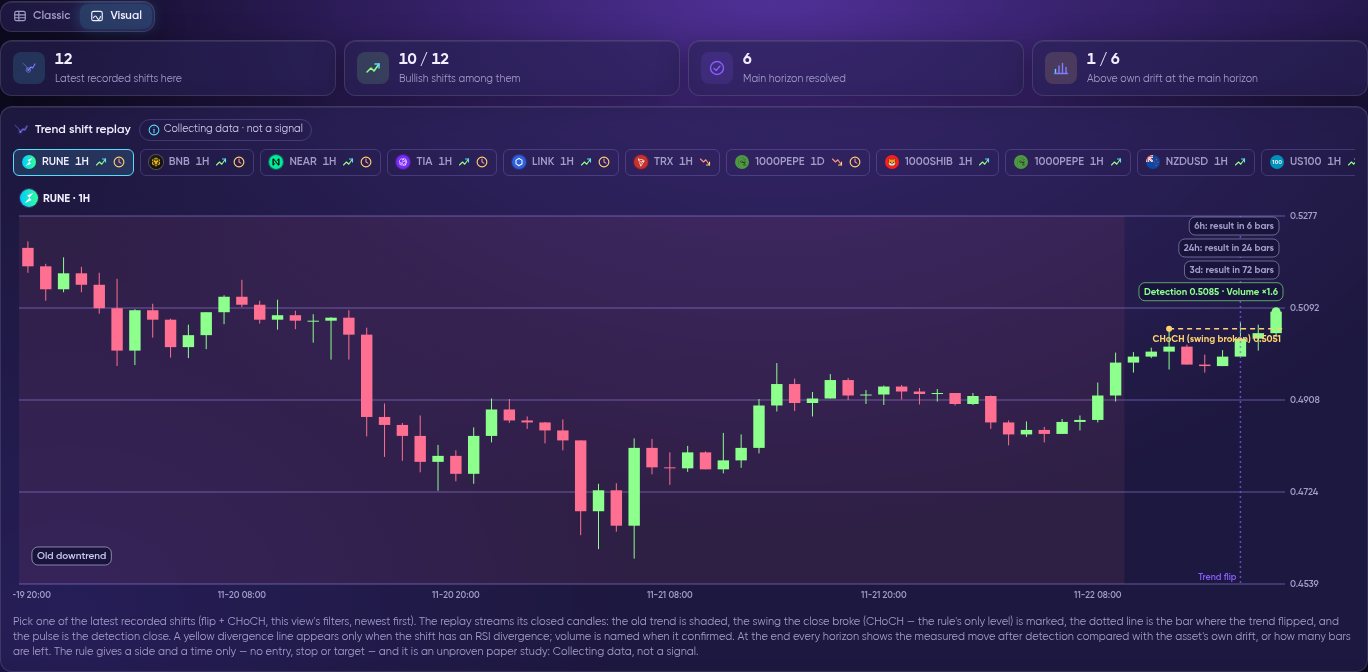 Classic
Visual
12
Latest recorded shifts here
10 / 12
Bullish shifts among them
6
Main horizon resolved
1 / 6
Above own drift at the main horizon
Trend shift replay
Collecting data · not a signal
RUNE 1H
BNB 1H
NEAR 1H
TIA 1H
LINK 1H
TRX 1H
1000PEPE 1D
1000SHIB 1H
1000PEPE 1H
NZDUSD 1H
100 US100 1H
RUNE · 1H
0.5277
6h: result in 6 bars
24h: result in 24 bars
3d: result in 72 bars
Detection 0.5085 · Volume ×1.6
0.5092
CHoCH (swing broken) 0.5051
0.4908
0.4724
Old downtrend
Trend flip
0.4539
-19 20:00
11-20 08:00
11-20 20:00
11-21 08:00
11-21 20:00
11-22 08:00
Pick one of the latest recorded shifts (flip + CHoCH, this view's filters, newest first). The replay streams its closed candles: the old trend is shaded, the swing the close broke (CHoCH — the rule's only level) is marked, the dotted line is the bar where the trend flipped, and
the pulse is the detection close. A yellow divergence line appears only when the shift has an RSI divergence; volume is named when it confirmed. At the end every horizon shows the measured move after detection compared with the asset's own drift, or how many bars
are left. The rule gives a side and a time only — no entry, stop or target — and it is an unproven paper study: Collecting data, not a signal.